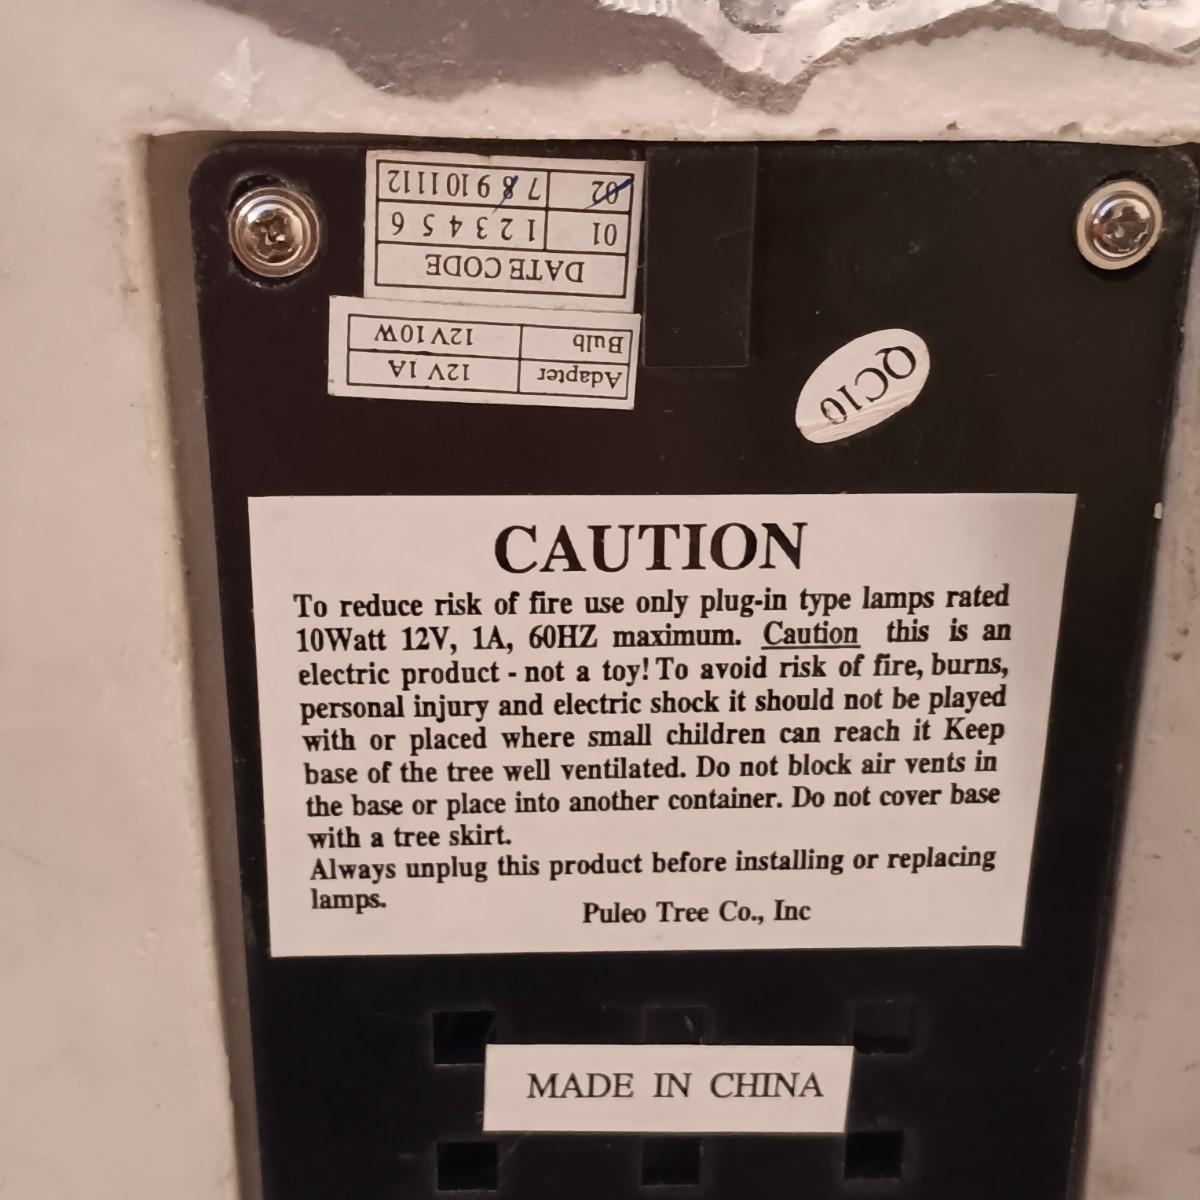 DATE CODE
01 1 2 3 4 5 6
02 7 8 9 10 11 12
Adapter 12V 1A
Bulb 12V 10W
QC10
CAUTION
To reduce risk of fire use only plug-in type lamps rated
10Watt 12V, 1A, 60HZ maximum. Caution this is an
electric product - not a toy! To avoid risk of fire, burns,
personal injury and electric shock it should not be played
with or placed where small children can reach it Keep
base of the tree well ventilated. Do not block air vents in
the base or place into another container. Do not cover base
with a tree skirt.
Always unplug this product before installing or replacing
lamps.
Puleo Tree Co., Inc
MADE IN CHINA